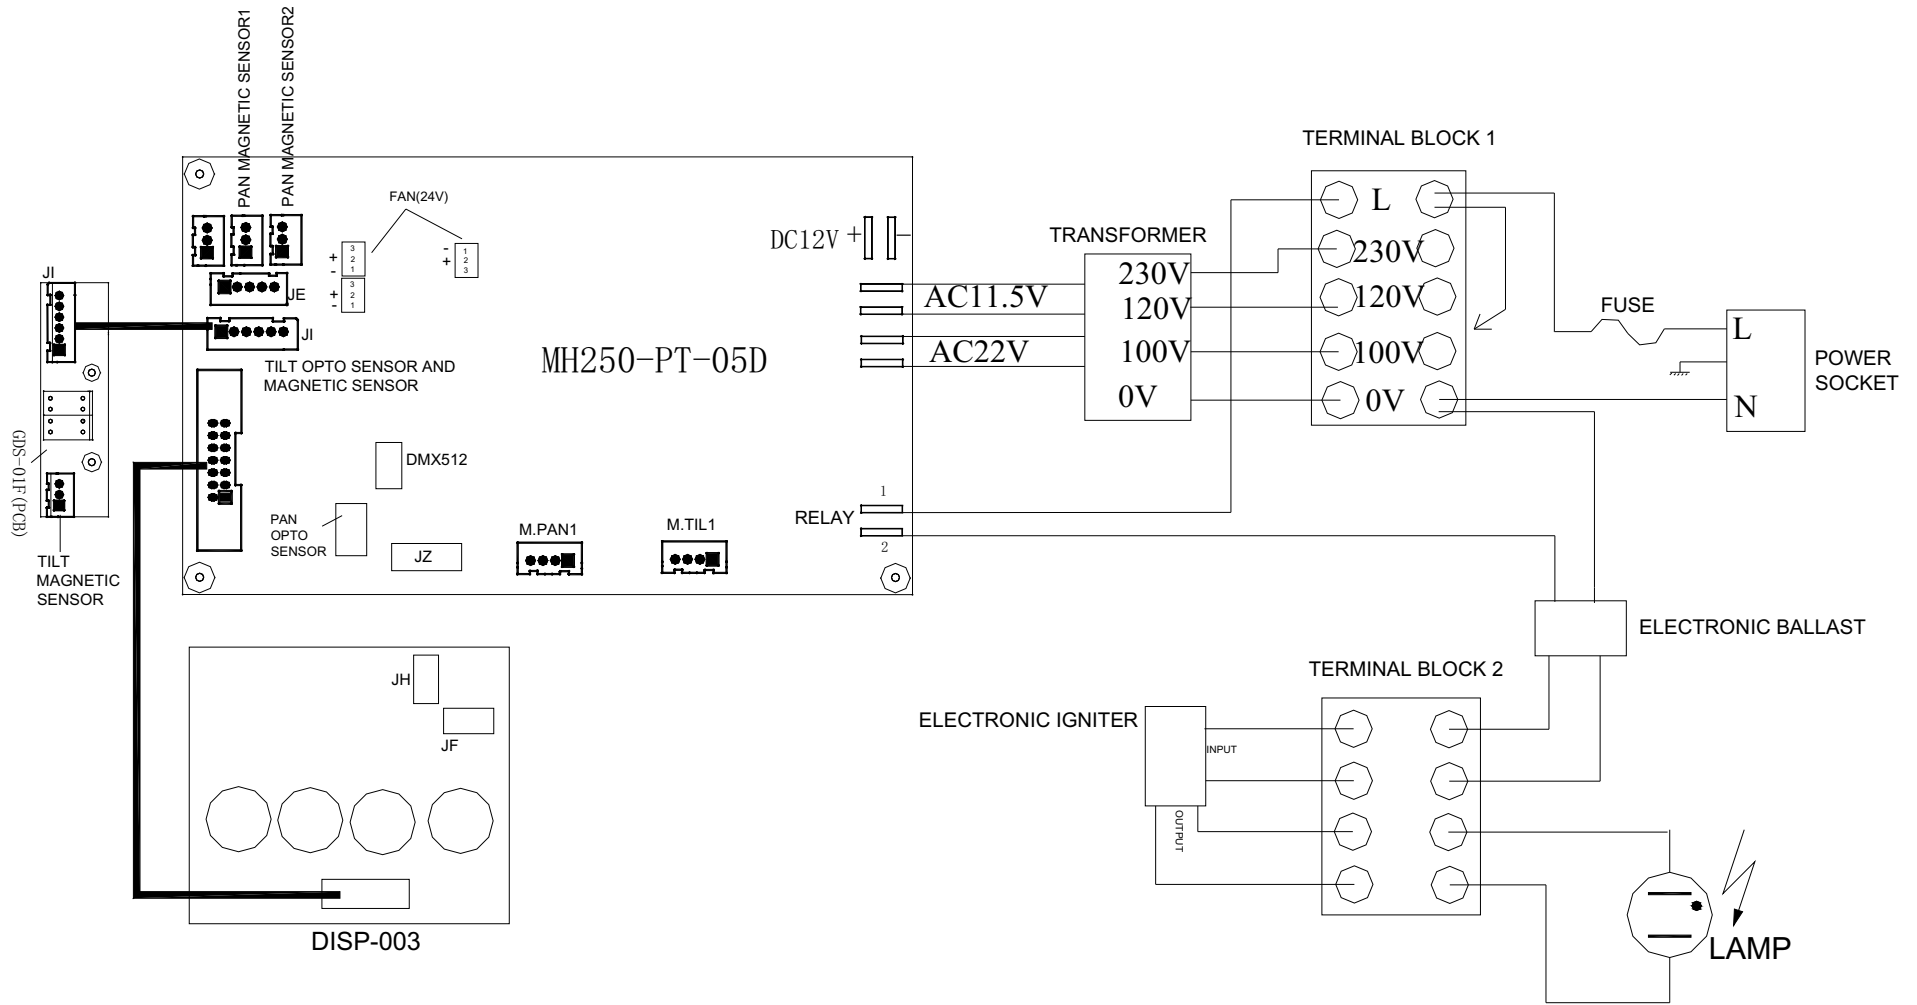 PAN MAGNETIC SENSOR1
PAN MAGNETIC SENSOR2
FAN(24V)
3
2
1
+
-
3
2
1
+
-
-
+
1
2
3
JE
JI
JI
TILT OPTO SENSOR AND
MAGNETIC SENSOR
GDS-01F(PCB)
TILT
MAGNETIC
SENSOR
MH250-PT-05D
DC12V + -
AC11.5V
AC22V
DMX512
PAN
OPTO
SENSOR
JZ
M.PAN1
M.TIL1
RELAY
1
2
TRANSFORMER
230V
120V
100V
0V
TERMINAL BLOCK 1
L
230V
120V
100V
0V
FUSE
L
N
POWER
SOCKET
ELECTRONIC BALLAST
TERMINAL BLOCK 2
ELECTRONIC IGNITER
INPUT
OUTPUT
LAMP
JH
JF
DISP-003